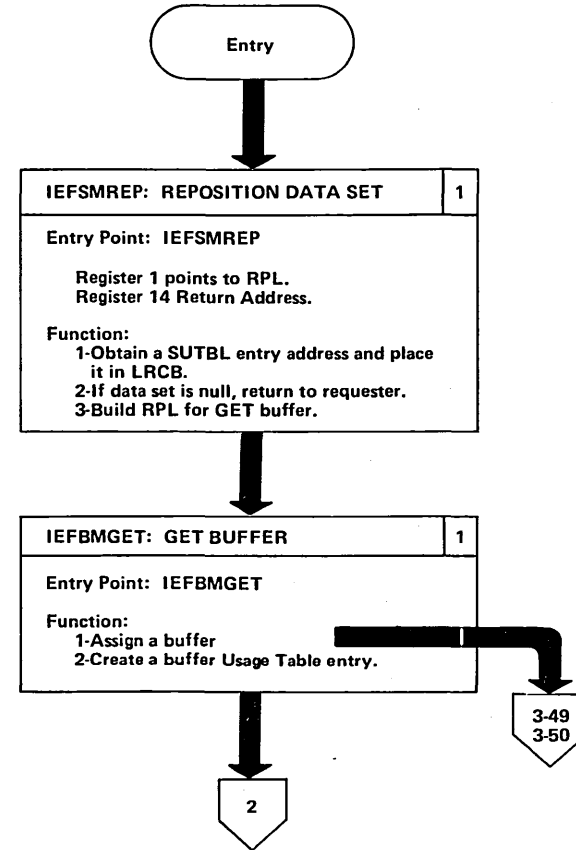 Entry
IEFSMREP: REPOSITION DATA SET 1
Entry Point: IEFSMREP
Register 1 points to RPL.
Register 14 Return Address.
Function:
1-Obtain a SUTBL entry address and place
it in LRCB.
2-If data set is null, return to requester.
3-Build RPL for GET buffer.
IEFBMGET: GET BUFFER 1
Entry Point: IEFBMGET
Function:
1-Assign a buffer
2-Create a buffer Usage Table entry.
3-49
3-50
2